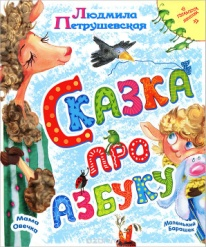 Людмила
Петрушевская
Сказка
про
азбуку
Мама
Овечка
Маленький
Барашек